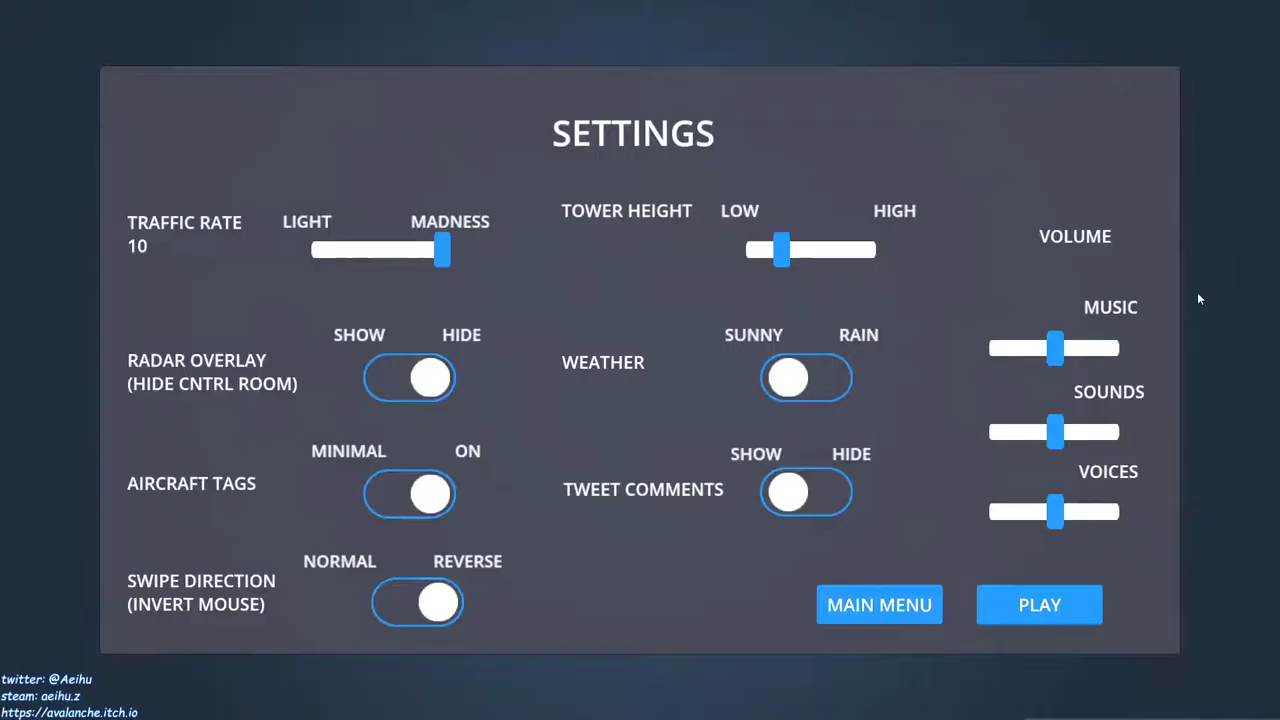 SETTINGS
TRAFFIC RATE
10
LIGHT
MADNESS
TOWER HEIGHT
LOW
HIGH
VOLUME
MUSIC
SHOW
HIDE
RADAR OVERLAY
(HIDE CNTRL ROOM)
WEATHER
SUNNY
RAIN
SOUNDS
MINIMAL
ON
AIRCRAFT TAGS
SHOW
HIDE
TWEET COMMENTS
VOICES
NORMAL
REVERSE
SWIPE DIRECTION
(INVERT MOUSE)
MAIN MENU
PLAY
twitter: @Aeihu
steam: aeihu.z
https://avalanche.itch.io